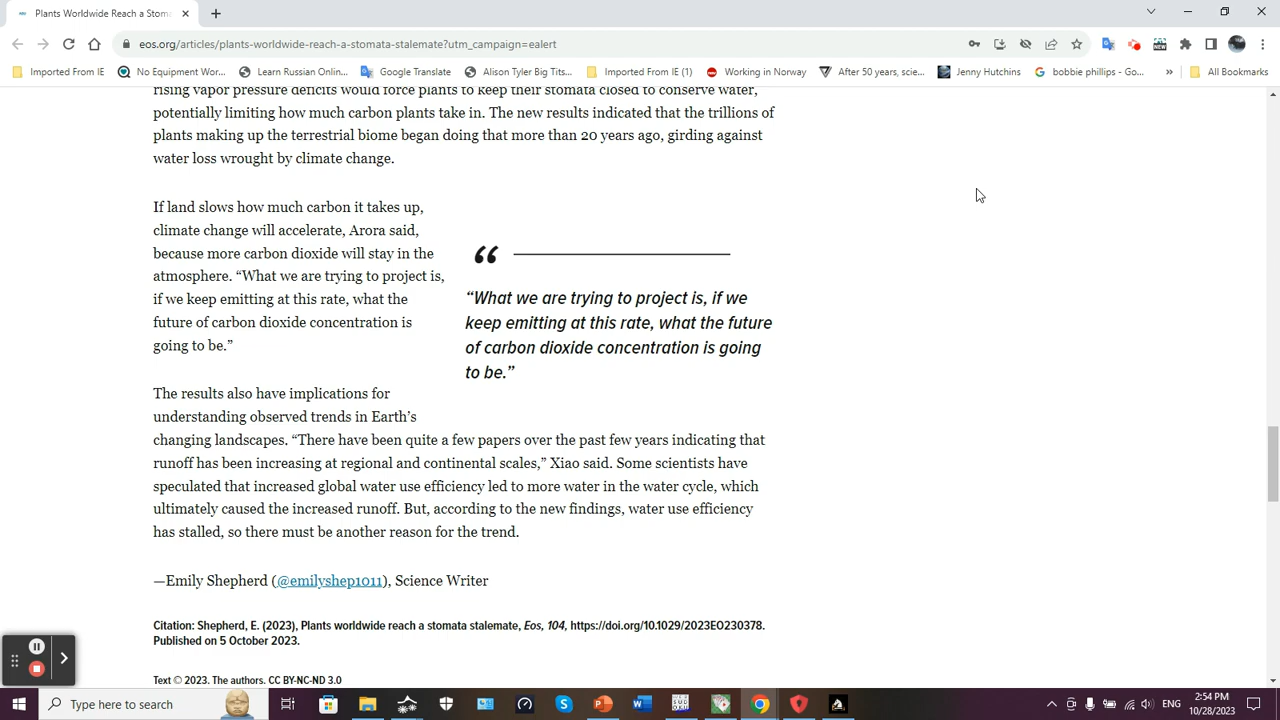 Plants Worldwide Reach a Stoma
eos.org/articles/plants-worldwide-reach-a-stomata-stalemate?utm_campaign=ealert
Imported From IE
No Equipment Wor...
Learn Russian Onlin...
Google Translate
Alison Tyler Big Tits...
Imported From IE (1)
Working in Norway
After 50 years, scie...
Jenny Hutchins
bobbie phillips - Go...
»
All Bookmarks
rising vapor pressure deficits would force plants to keep their stomata closed to conserve water,
potentially limiting how much carbon plants take in. The new results indicated that the trillions of
plants making up the terrestrial biome began doing that more than 20 years ago, girding against
water loss wrought by climate change.
If land slows how much carbon it takes up,
climate change will accelerate, Arora said,
because more carbon dioxide will stay in the
atmosphere. “What we are trying to project is,
if we keep emitting at this rate, what the
future of carbon dioxide concentration is
going to be.”
“What we are trying to project is, if we
keep emitting at this rate, what the future
of carbon dioxide concentration is going
to be.”
The results also have implications for
understanding observed trends in Earth’s
changing landscapes. “There have been quite a few papers over the past few years indicating that
runoff has been increasing at regional and continental scales,” Xiao said. Some scientists have
speculated that increased global water use efficiency led to more water in the water cycle, which
ultimately caused the increased runoff. But, according to the new findings, water use efficiency
has stalled, so there must be another reason for the trend.
—Emily Shepherd (@emilyshep1011), Science Writer
Citation: Shepherd, E. (2023), Plants worldwide reach a stomata stalemate, Eos, 104, https://doi.org/10.1029/2023EO230378.
Published on 5 October 2023.
Text © 2023. The authors. CC BY-NC-ND 3.0
Type here to search
ENG
2:54 PM
10/28/2023